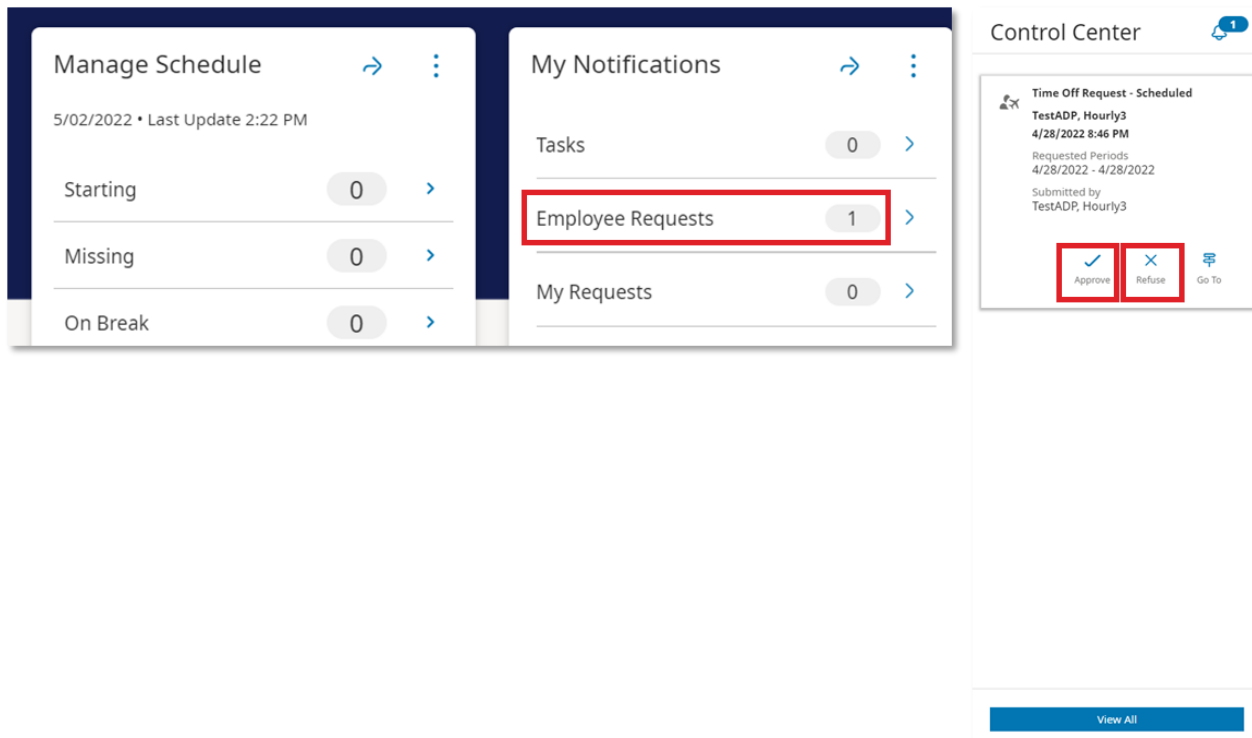 Manage Schedule
5/02/2022 • Last Update 2:22 PM
Starting 0
Missing 0
On Break 0
My Notifications
Tasks 0
Employee Requests 1
My Requests 0
Control Center 1
Time Off Request - Scheduled
TestADP, Hourly3
4/28/2022 8:46 PM
Requested Periods
4/28/2022 - 4/28/2022
Submitted by
TestADP, Hourly3
Approve Refuse Go To
View All